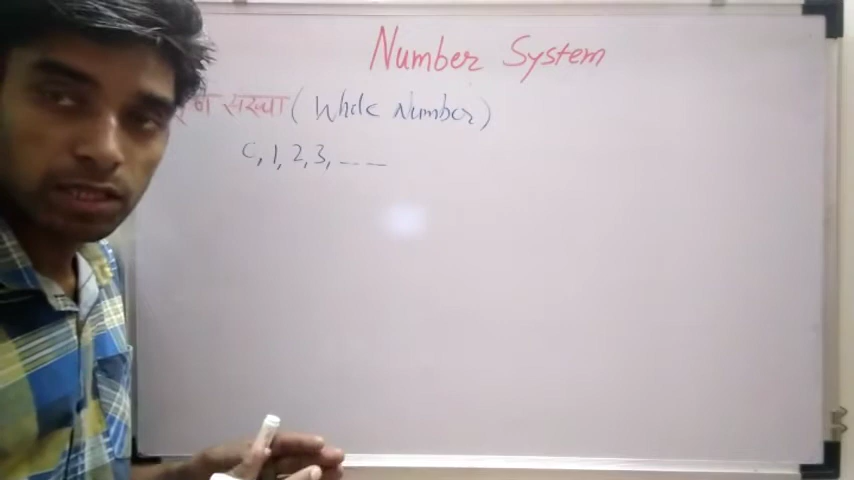 Number System
संख्या (Whole Number)
0, 1, 2, 3, _ _